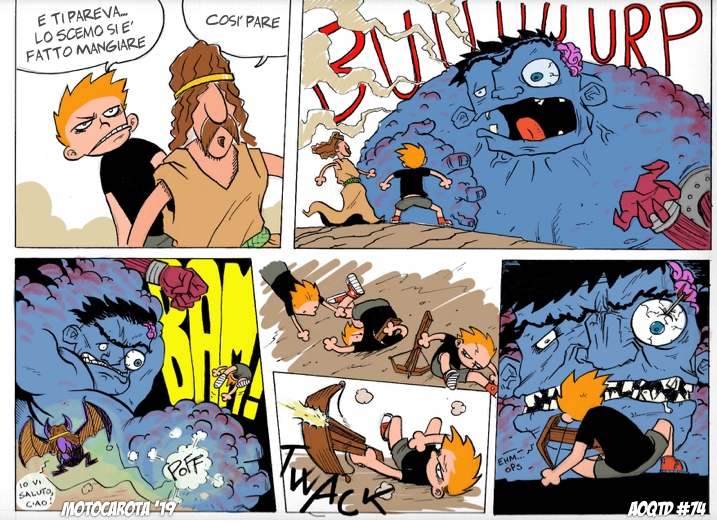 E TI PAREVA...
LO SCEMO SI E'
FATTO MANGIARE
COSI' PARE
BUUUUUURP
BAM!
POFF
IO VI
SALUTO,
CIAO!
TWACK
EHM...
OPS
MOTOCAROTA '19
AOQTD #74